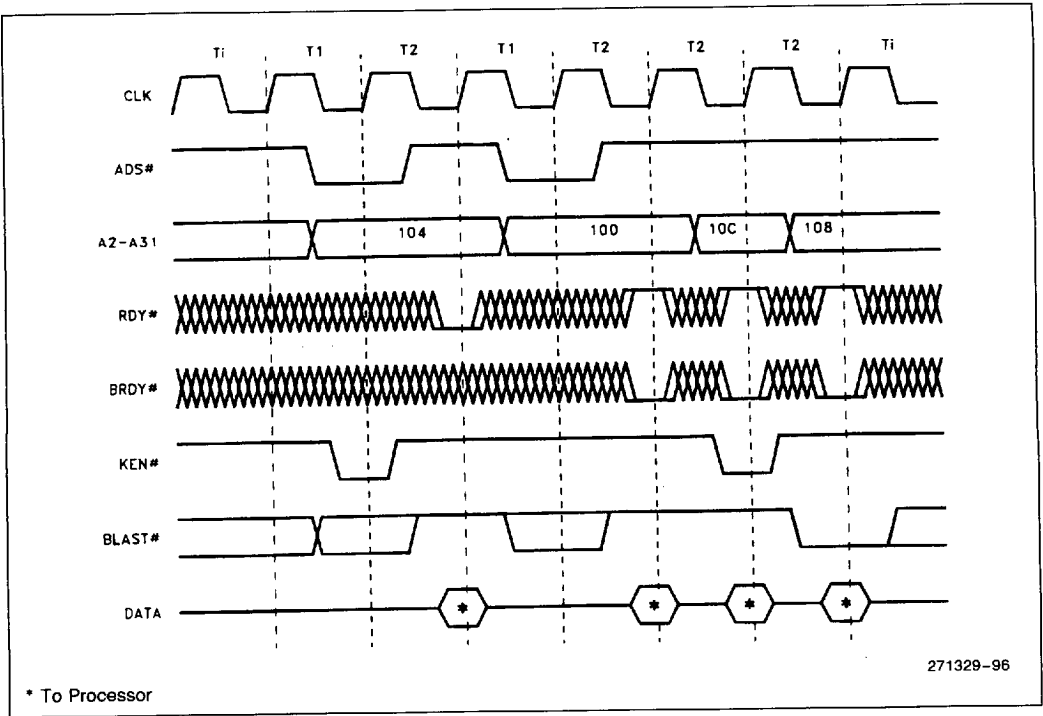 Ti T1 T2 T1 T2 T2 T2 Ti
CLK
ADS#
A2-A31 104 100 10C 108
RDY#
BRDY#
KEN#
BLAST#
DATA * * * *
271329-96
* To Processor